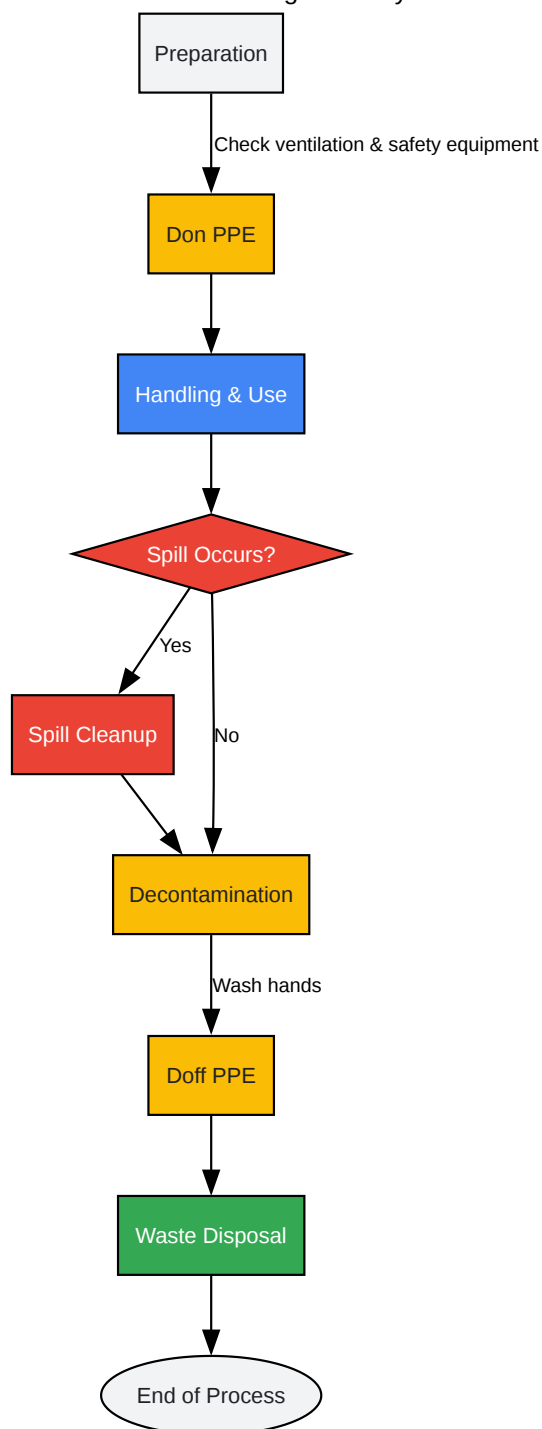 Preparation
Check ventilation & safety equipment
Don PPE
Handling & Use
Spill Occurs?
Yes
Spill Cleanup
No
Decontamination
Wash hands
Doff PPE
Waste Disposal
End of Process